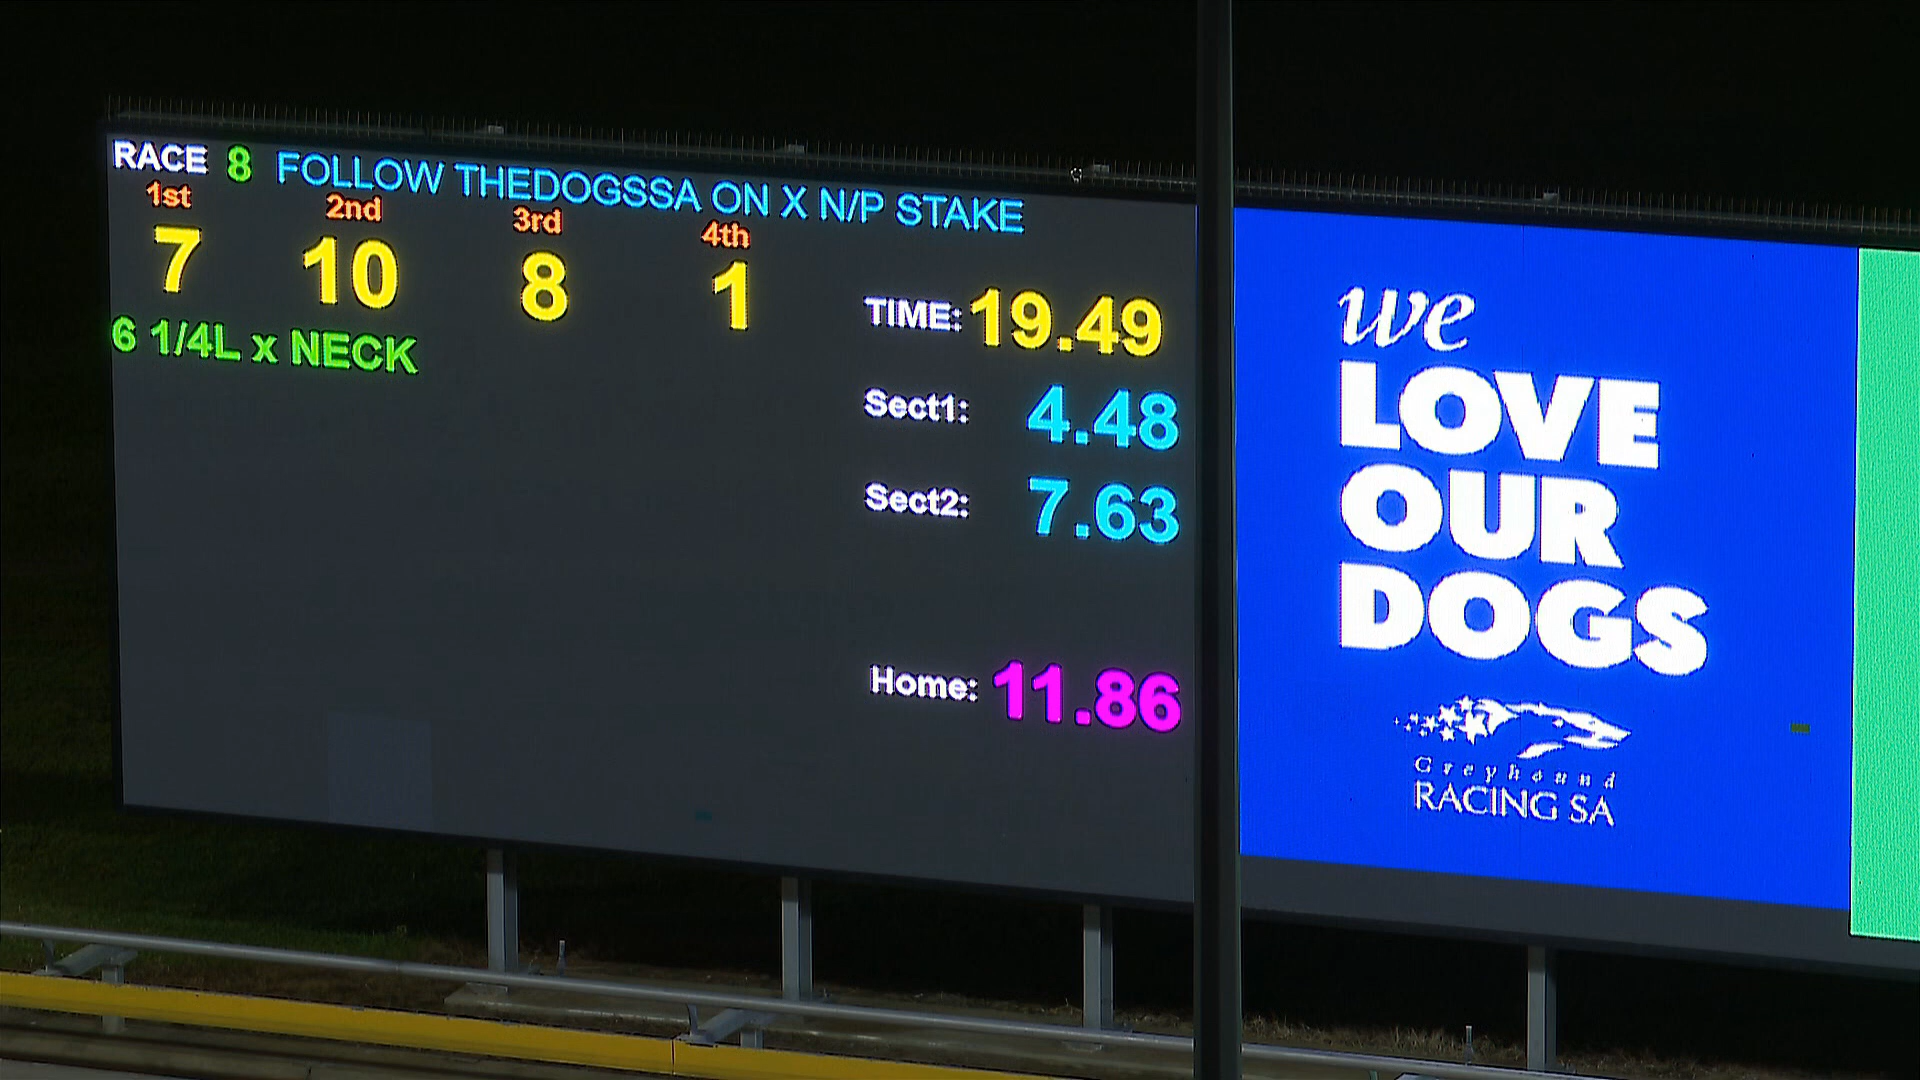 RACE 8 FOLLOW THEDOGSSA ON X N/P STAKE
1st 2nd 3rd 4th
7 10 8 1
6 1/4L x NECK
TIME: 19.49
Sect1: 4.48
Sect2: 7.63
Home: 11.86
we
LOVE
OUR
DOGS
Greyhound
RACING SA